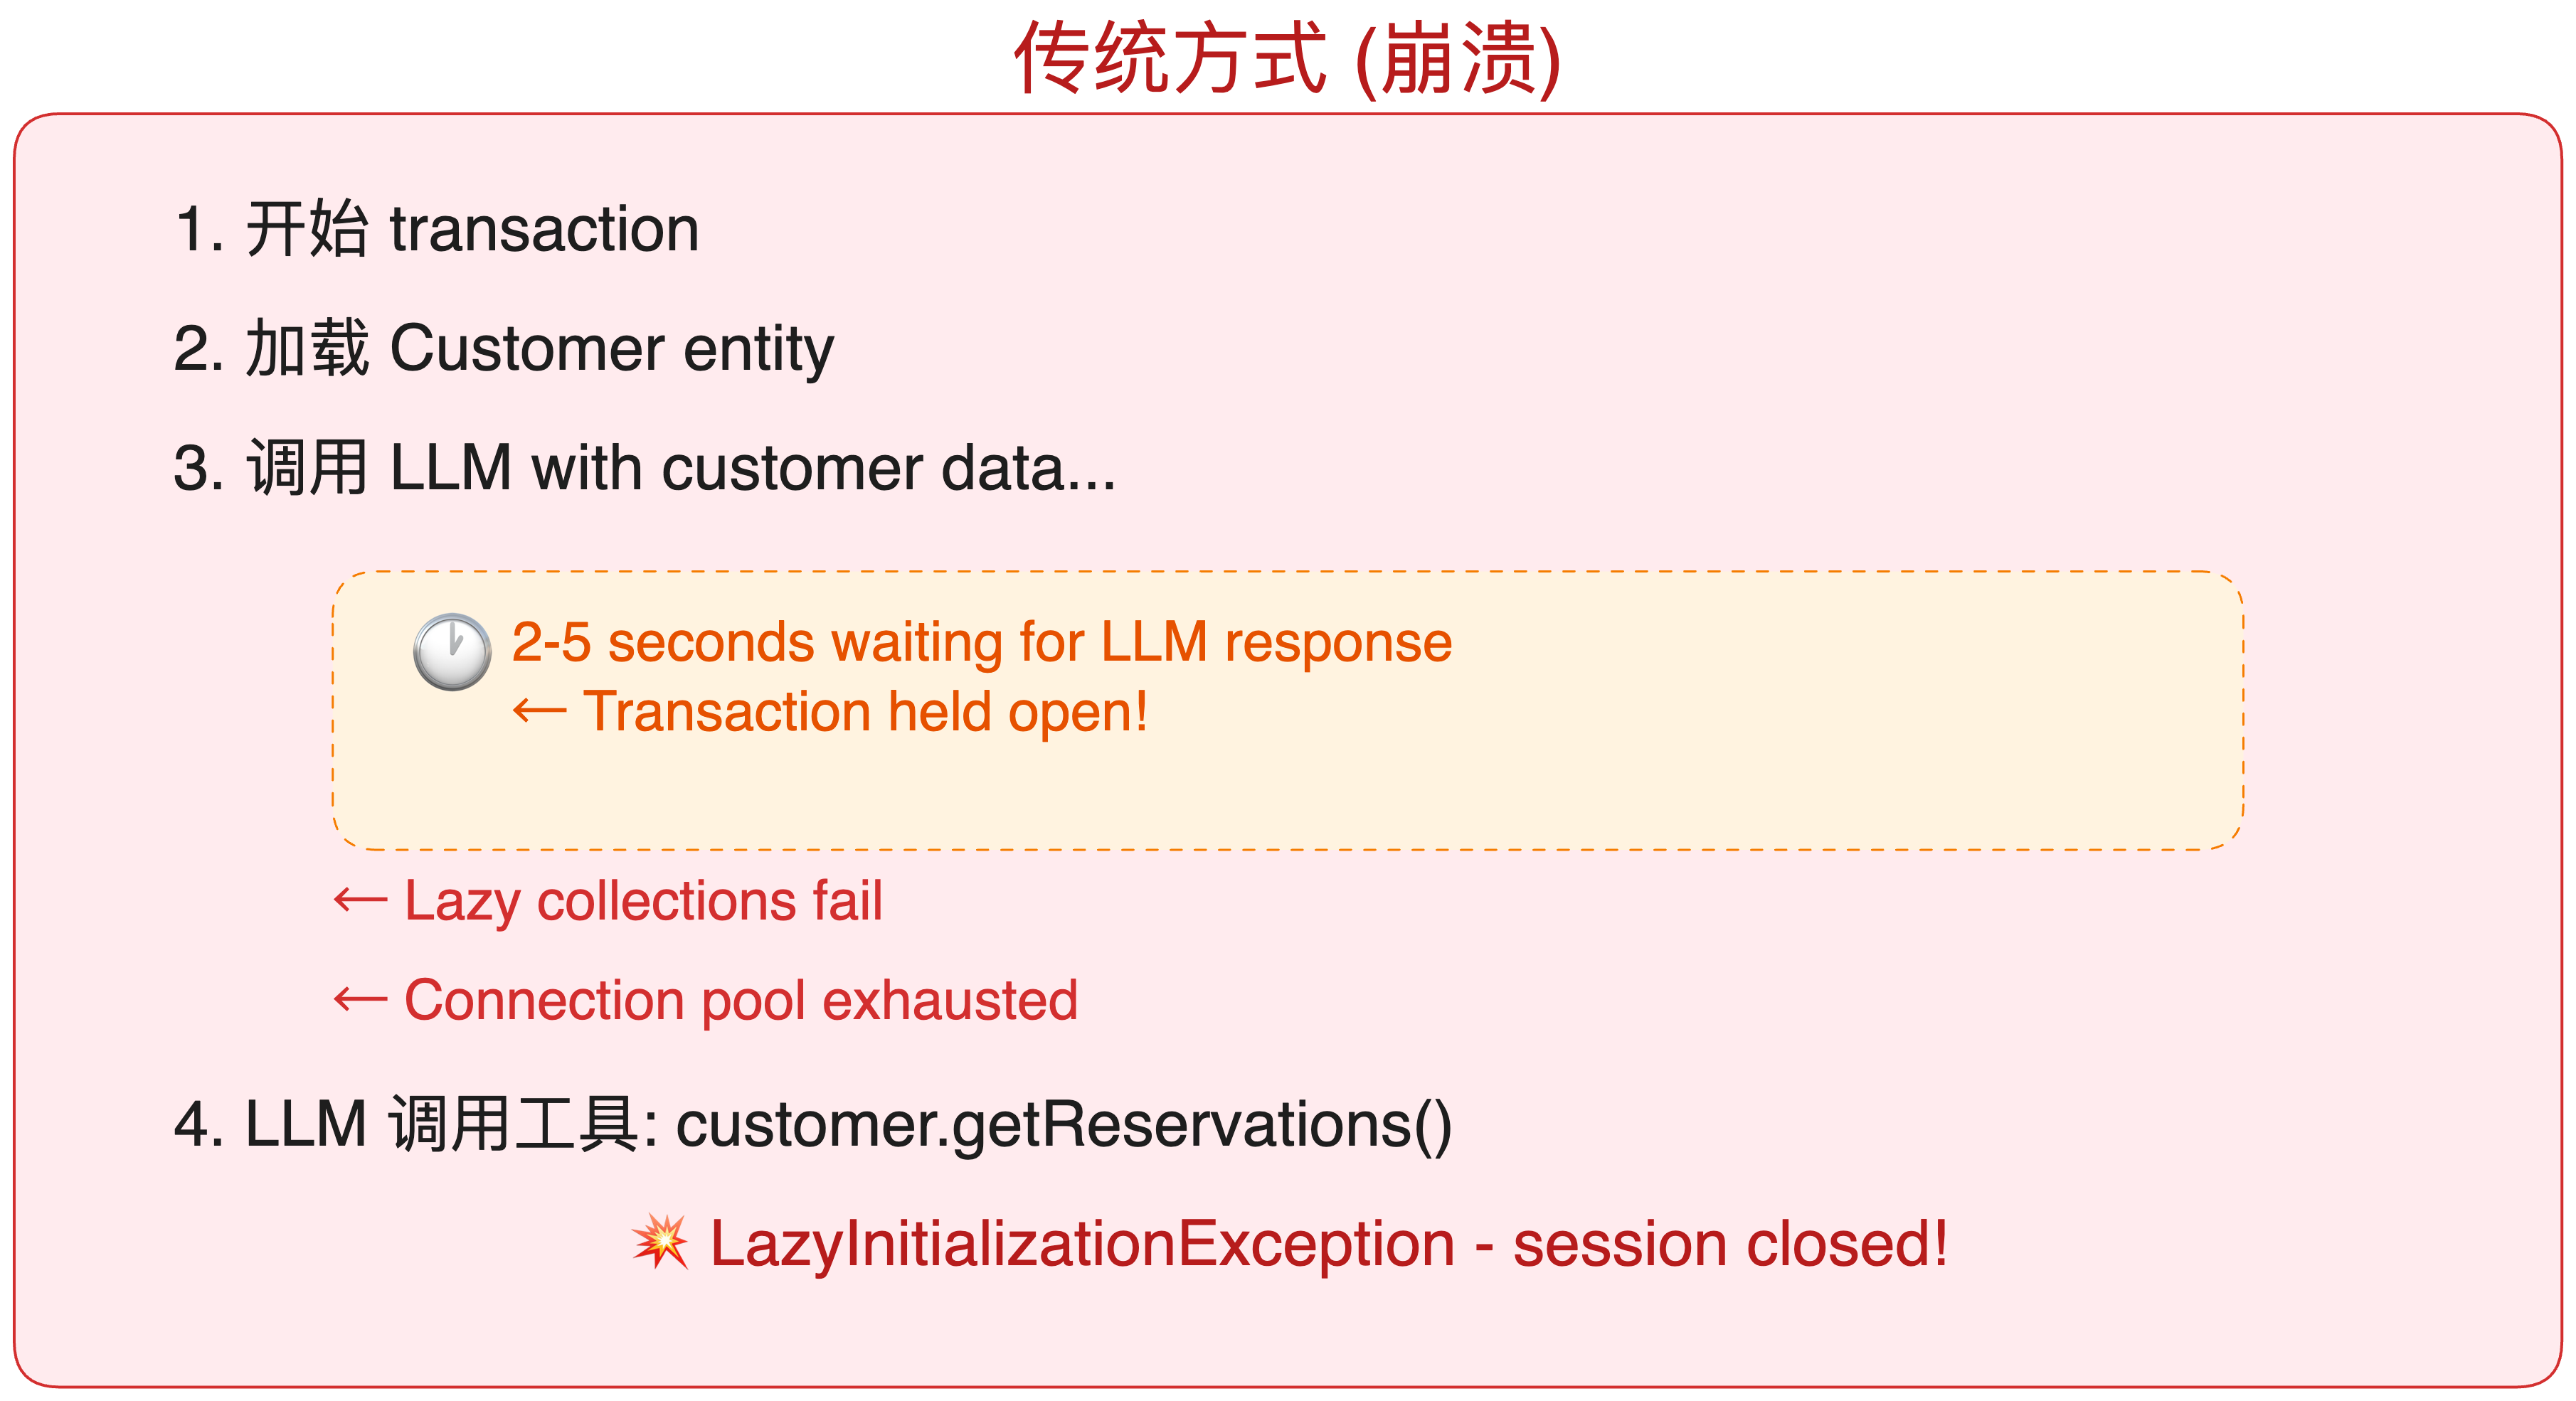 传统方式 (崩溃)
1. 开始 transaction
2. 加载 Customer entity
3. 调用 LLM with customer data...
🕐 2-5 seconds waiting for LLM response
← Transaction held open!
← Lazy collections fail
← Connection pool exhausted
4. LLM 调用工具: customer.getReservations()
💥 LazyInitializationException - session closed!